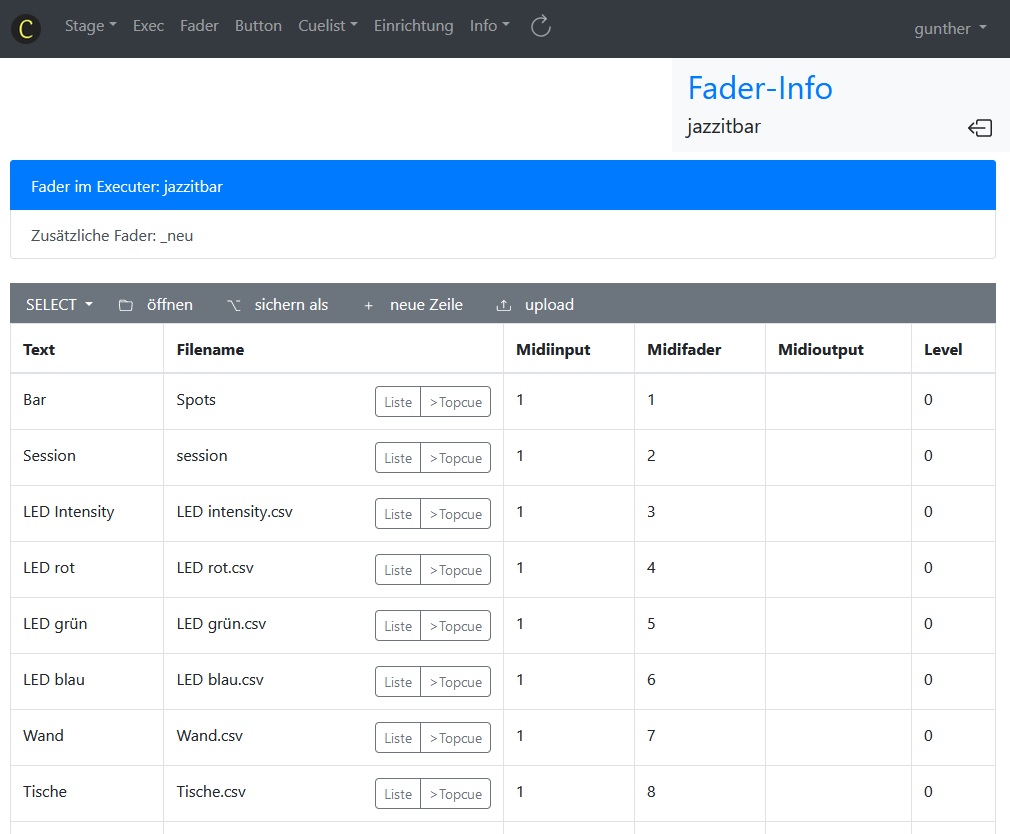 C Stage Exec Fader Button Cuelist Einrichtung Info gunther
Fader-Info
jazzitbar
Fader im Executer: jazzitbar
Zusätzliche Fader: _neu
SELECT öffnen sichern als + neue Zeile upload
Text Filename Midiinput Midifader Midioutput Level
Bar Spots Liste >Topcue 1 1 0
Session session Liste >Topcue 1 2 0
LED Intensity LED intensity.csv Liste >Topcue 1 3 0
LED rot LED rot.csv Liste >Topcue 1 4 0
LED grün LED grün.csv Liste >Topcue 1 5 0
LED blau LED blau.csv Liste >Topcue 1 6 0
Wand Wand.csv Liste >Topcue 1 7 0
Tische Tische.csv Liste >Topcue 1 8 0